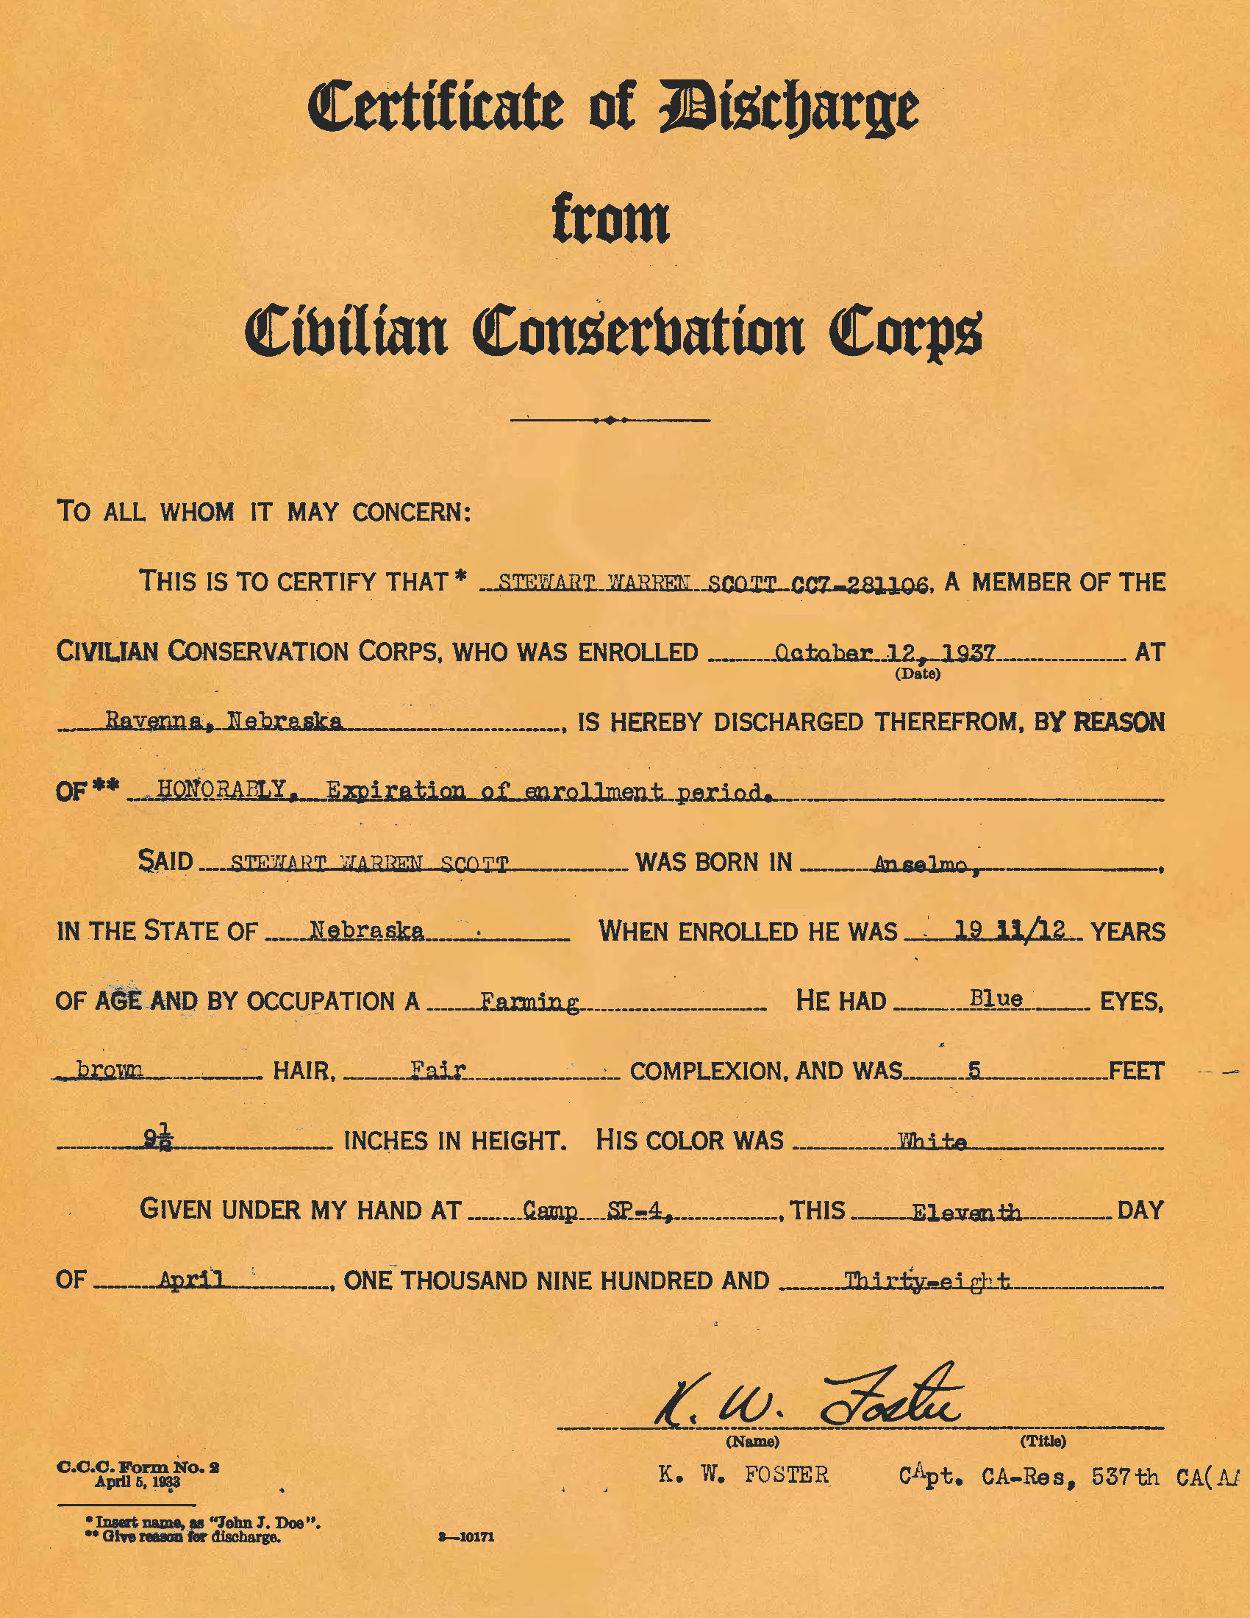 Certificate of Discharge
from
Civilian Conservation Corps
TO ALL WHOM IT MAY CONCERN:
THIS IS TO CERTIFY THAT * STEWART WARREN SCOTT CC7-281106, A MEMBER OF THE
CIVILIAN CONSERVATION CORPS, WHO WAS ENROLLED October 12, 1937 AT
(Date)
Ravenna, Nebraska, IS HEREBY DISCHARGED THEREFROM, BY REASON
OF ** HONORABLY. Expiration of enrollment period.
SAID STEWART WARREN SCOTT WAS BORN IN Anselmo,,
IN THE STATE OF Nebraska WHEN ENROLLED HE WAS 19 11/12 YEARS
OF AGE AND BY OCCUPATION A Farming HE HAD Blue EYES,
brown HAIR, Fair COMPLEXION, AND WAS 5 FEET
9½ INCHES IN HEIGHT. HIS COLOR WAS White
GIVEN UNDER MY HAND AT Camp SP-4,, THIS Eleventh DAY
OF April, ONE THOUSAND NINE HUNDRED AND Thirty-eight
K. W. Foster
(Name) (Title)
K. W. FOSTER CApt. CA-Res, 537th CA(
C.C.C. Form No. 2
April 5, 1933
* Insert name, as "John J. Doe".
** Give reason for discharge.
3—10171